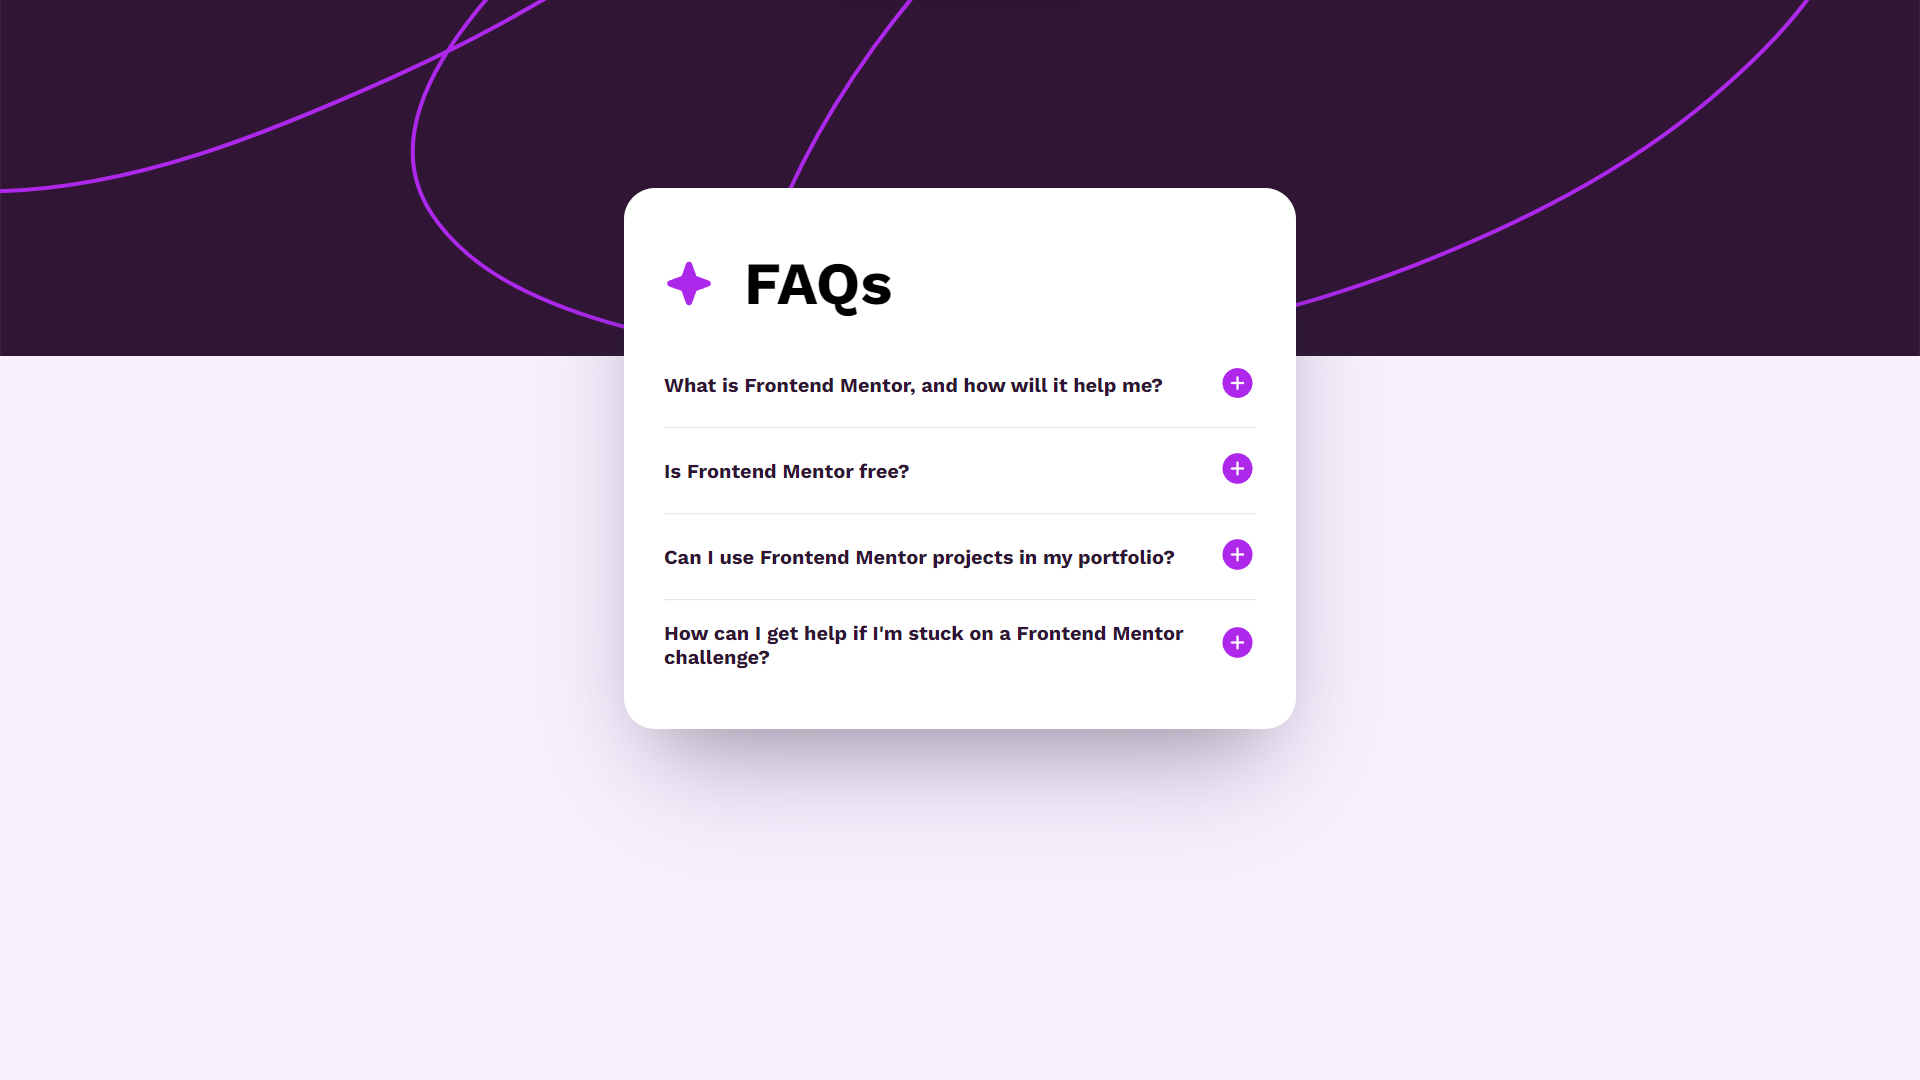 FAQs
What is Frontend Mentor, and how will it help me?
Is Frontend Mentor free?
Can I use Frontend Mentor projects in my portfolio?
How can I get help if I'm stuck on a Frontend Mentor
challenge?